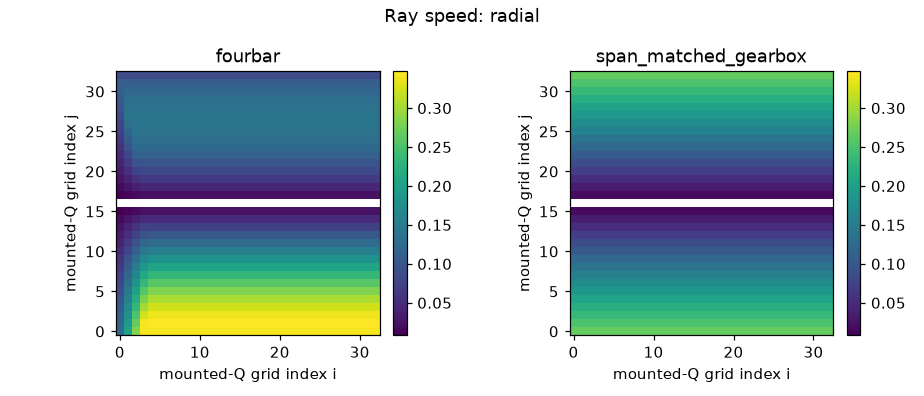 Ray speed: radial
fourbar
span_matched_gearbox
mounted-Q grid index j
30
25
20
15
10
5
0
0 10 20 30
mounted-Q grid index i
0.30
0.25
0.20
0.15
0.10
0.05
mounted-Q grid index j
30
25
20
15
10
5
0
0 10 20 30
mounted-Q grid index i
0.30
0.25
0.20
0.15
0.10
0.05